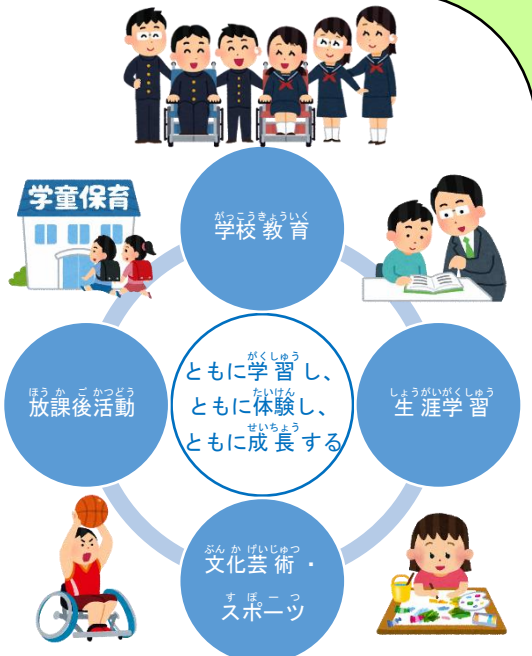 学童保育
がっこうきょういく
学校教育
ほうかごかつどう
放課後活動
がくしゅう
ともに学習し、
たいけん
ともに体験し、
せいちょう
ともに成長する
しょうがいがくしゅう
生涯学習
ぶんかげいじゅつ
文化芸術・
すぽーつ
スポーツ